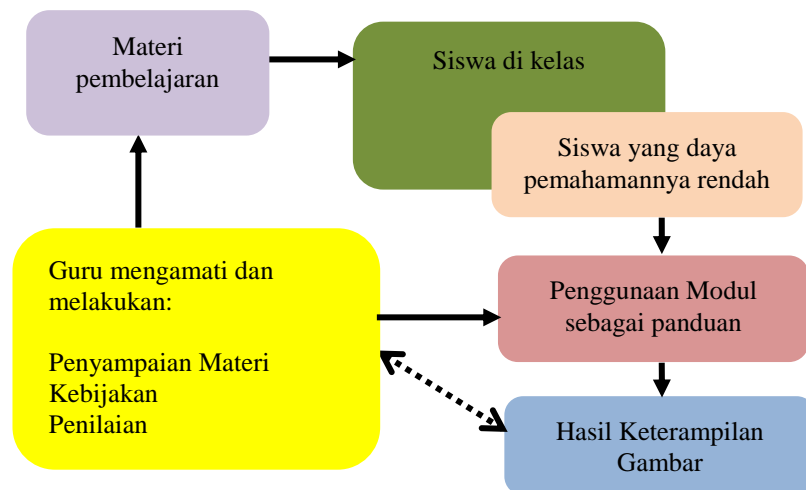 Materi
pembelajaran
Siswa di kelas
Siswa yang daya
pemahamannya rendah
Guru mengamati dan
melakukan:
Penyampaian Materi
Kebijakan
Penilaian
Penggunaan Modul
sebagai panduan
Hasil Keterampilan
Gambar